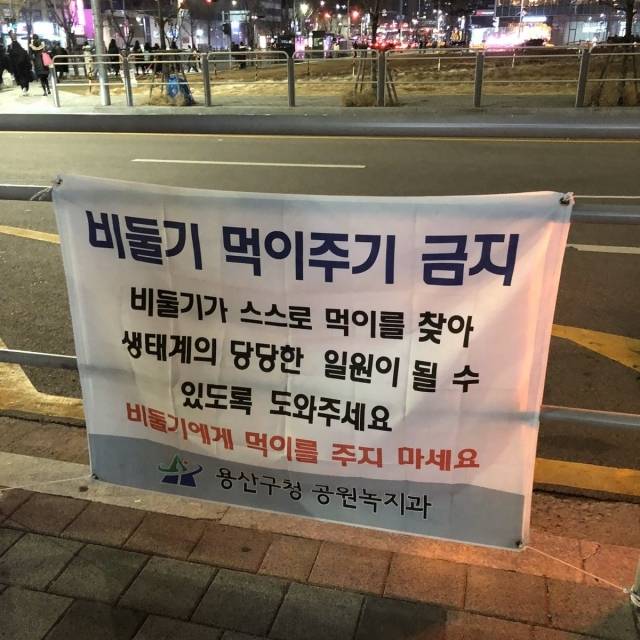 비둘기 먹이주기 금지
비둘기가 스스로 먹이를 찾아
생태계의 당당한 일원이 될 수
있도록 도와주세요
비둘기에게 먹이를 주지 마세요
용산구청 공원녹지과